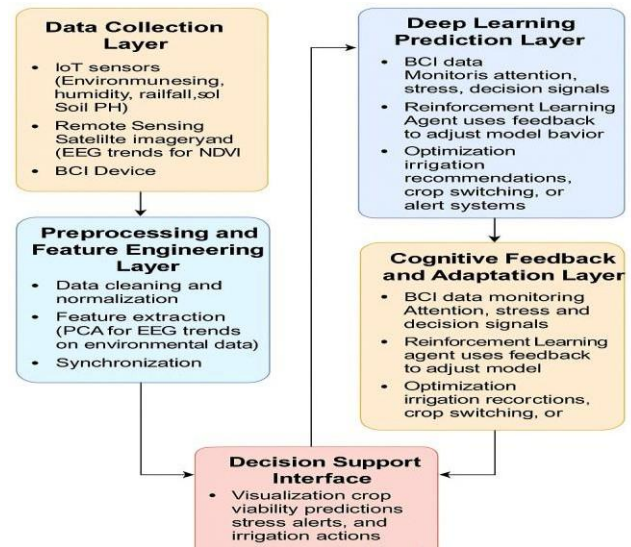 Data Collection
Layer
• IoT sensors
(Environmunesing,
humidity, railfall,sol
Soil PH)
• Remote Sensing
Satelilte imageryand
(EEG trends for NDVI
• BCI Device
Preprocessing and
Feature Engineering
Layer
• Data cleaning and
normalization
• Feature extraction
(PCA for EEG trends
on environmental data)
• Synchronization
Deep Learning
Prediction Layer
• BCI data
Monitoris attention,
stress, decision signals
• Reinforcement Learning
Agent uses feedback
to adjust model bavior
• Optimization
irrigation
recommendations,
crop switching, or
alert systems
Cognitive Feedback
and Adaptation Layer
• BCI data monitoring
Attention, stress and
decision signals
• Reinforcement Learning
agent uses feedback
to adjust model
• Optimization
irrigation recorctions,
crop switching, or
Decision Support
Interface
• Visualization crop
viability predictions
stress alerts, and
irrigation actions